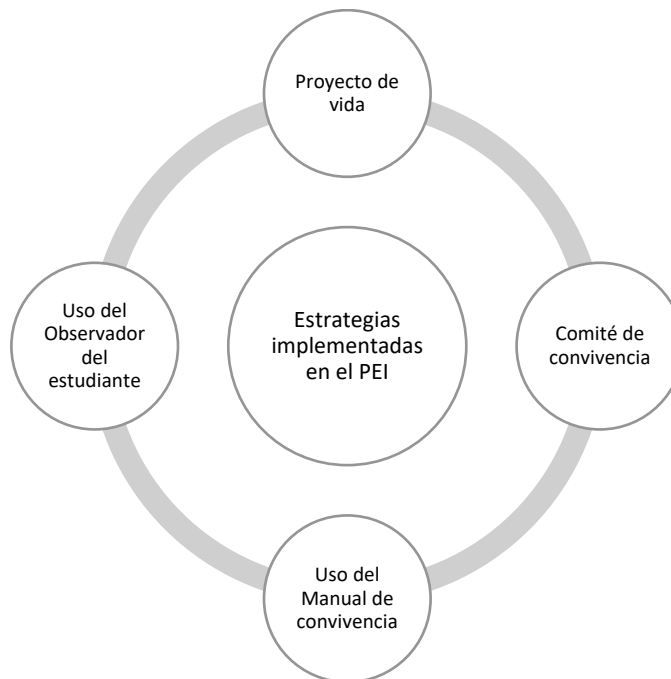 Proyecto de
vida
Estrategias
implementadas
en el PEI
Uso del
Observador
del
estudiante
Comité de
convivencia
Uso del
Manual de
convivencia